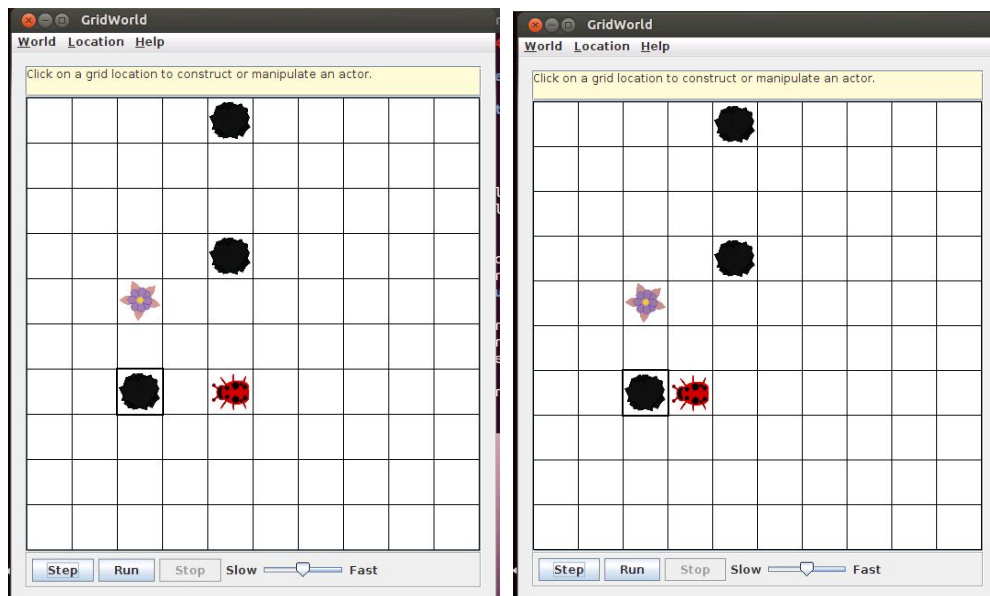 GridWorld
World Location Help
Click on a grid location to construct or manipulate an actor.
Step Run Stop Slow Fast
GridWorld
World Location Help
Click on a grid location to construct or manipulate an actor.
Step Run Stop Slow Fast